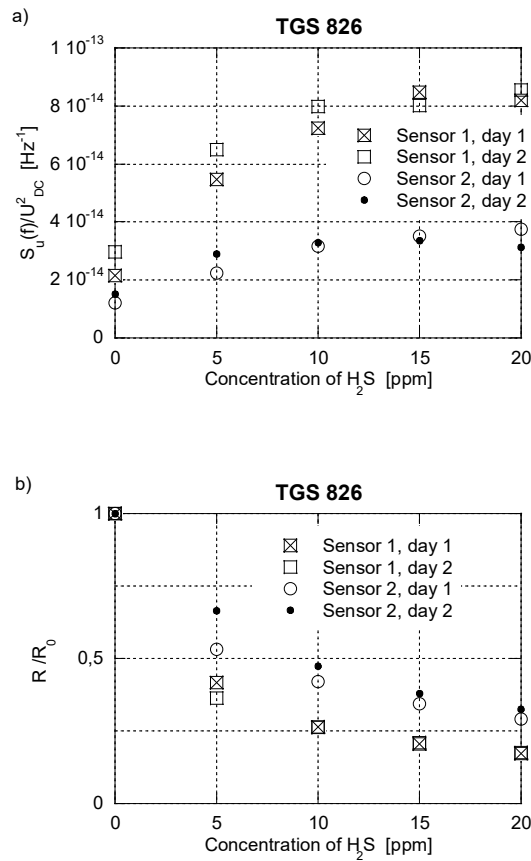 a)
TGS 826
1 10⁻¹³
8 10⁻¹⁴
6 10⁻¹⁴
4 10⁻¹⁴
2 10⁻¹⁴
0
S_u(f)/U²_DC [Hz⁻¹]
Sensor 1, day 1
Sensor 1, day 2
Sensor 2, day 1
Sensor 2, day 2
0 5 10 15 20
Concentration of H₂S [ppm]
b)
TGS 826
1
0,5
0
R /R₀
Sensor 1, day 1
Sensor 1, day 2
Sensor 2, day 1
Sensor 2, day 2
0 5 10 15 20
Concentration of H₂S [ppm]